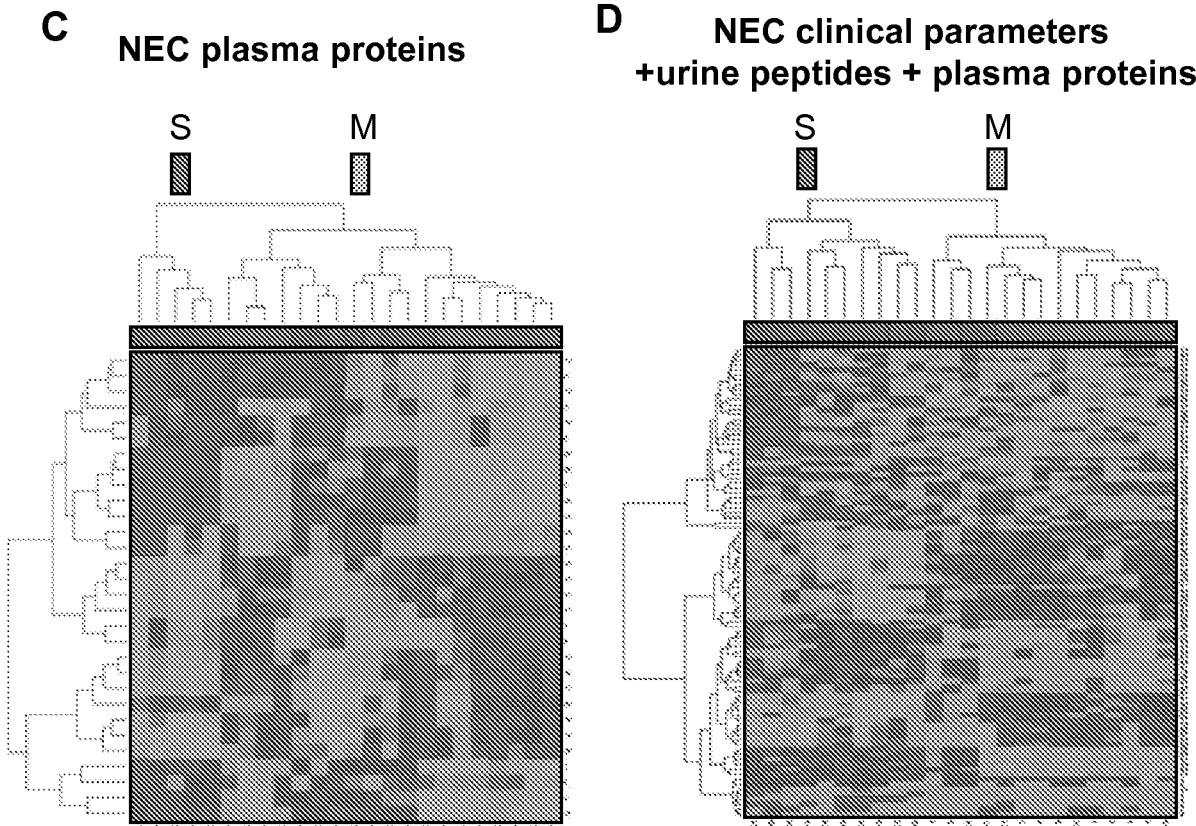 C
NEC plasma proteins
S M
D
NEC clinical parameters
+urine peptides + plasma proteins
S M